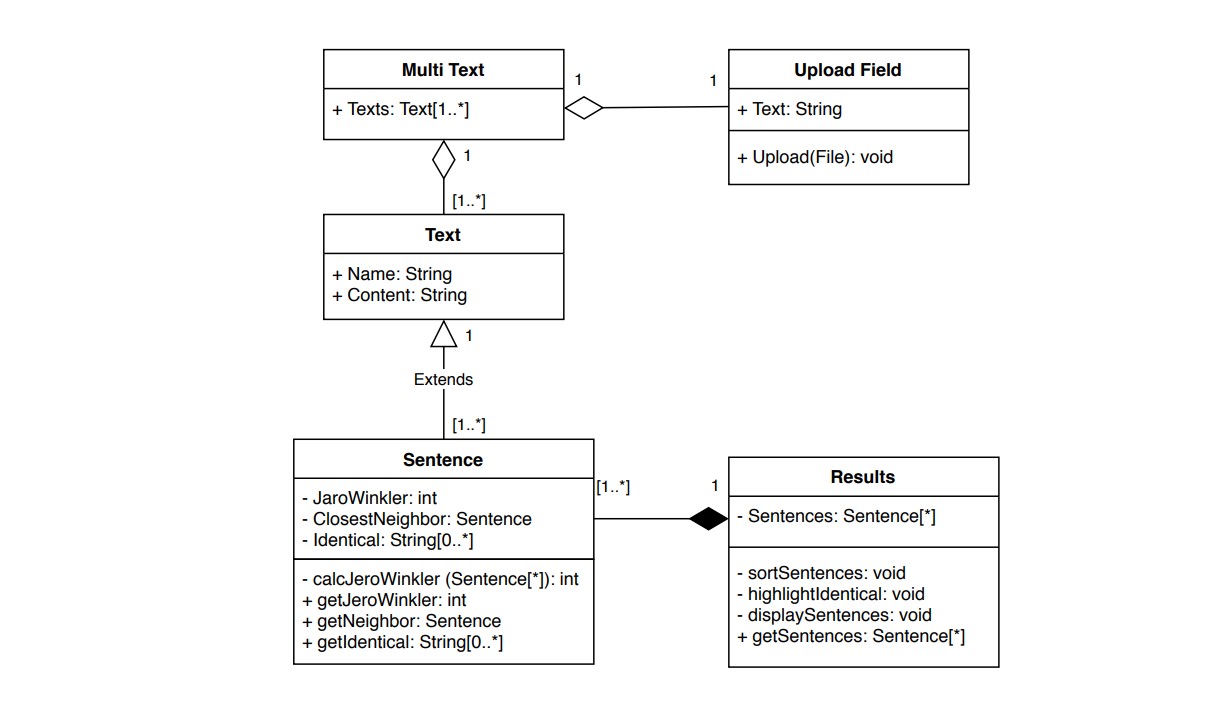 Multi Text
+ Texts: Text[1..*]
1
1
Upload Field
+ Text: String
+ Upload(File): void
1
[1..*]
Text
+ Name: String
+ Content: String
1
Extends
[1..*]
Sentence
- JaroWinkler: int
- ClosestNeighbor: Sentence
- Identical: String[0..*]
- calcJeroWinkler (Sentence[*]): int
+ getJeroWinkler: int
+ getNeighbor: Sentence
+ getIdentical: String[0..*]
[1..*]
1
Results
- Sentences: Sentence[*]
- sortSentences: void
- highlightIdentical: void
- displaySentences: void
+ getSentences: Sentence[*]